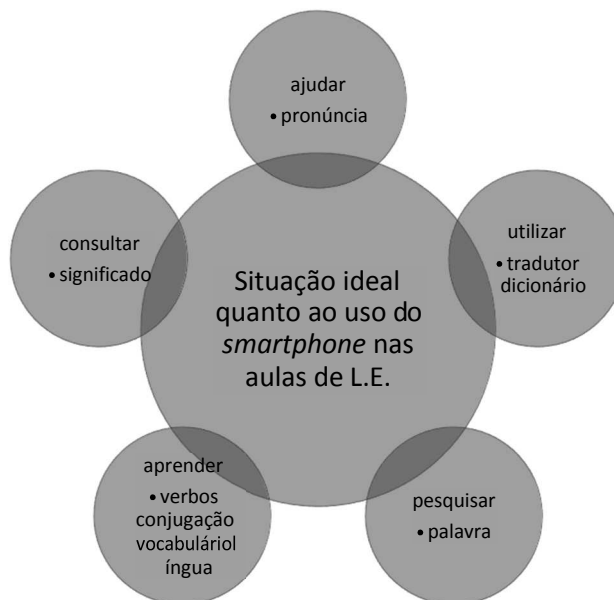 ajudar
• pronúncia
utilizar
• tradutor
dicionário
pesquisar
• palavra
aprender
• verbos
conjugação
vocabuláriol
íngua
consultar
• significado
Situação ideal
quanto ao uso do
smartphone nas
aulas de L.E.